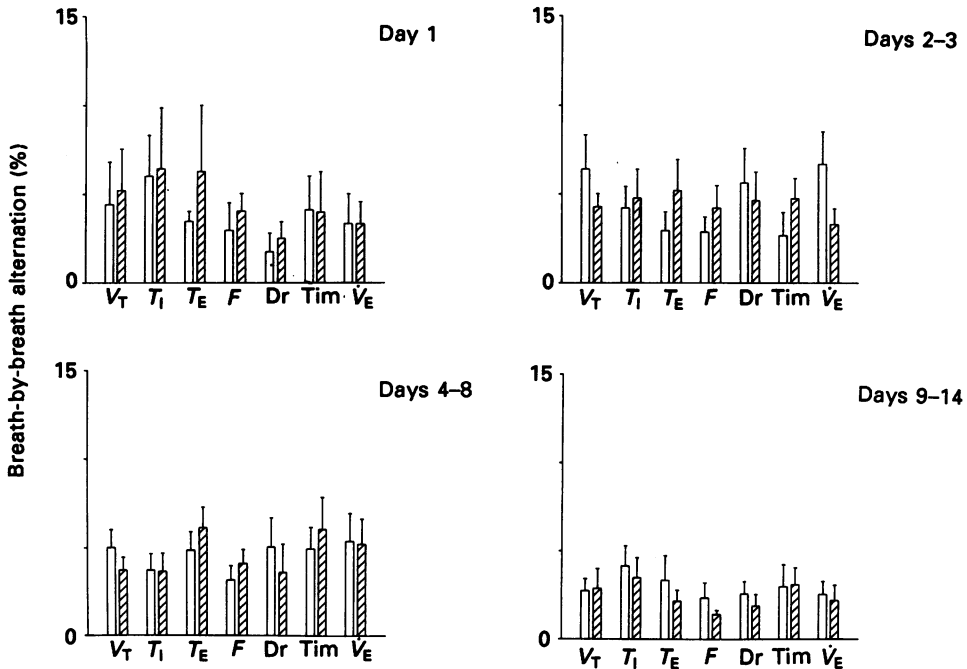 Breath-by-breath alternation (%)
15
Day 1
0
VT TI TE F Dr Tim V̇E
15
Days 2–3
0
VT TI TE F Dr Tim V̇E
15
Days 4–8
0
VT TI TE F Dr Tim V̇E
15
Days 9–14
0
VT TI TE F Dr Tim V̇E